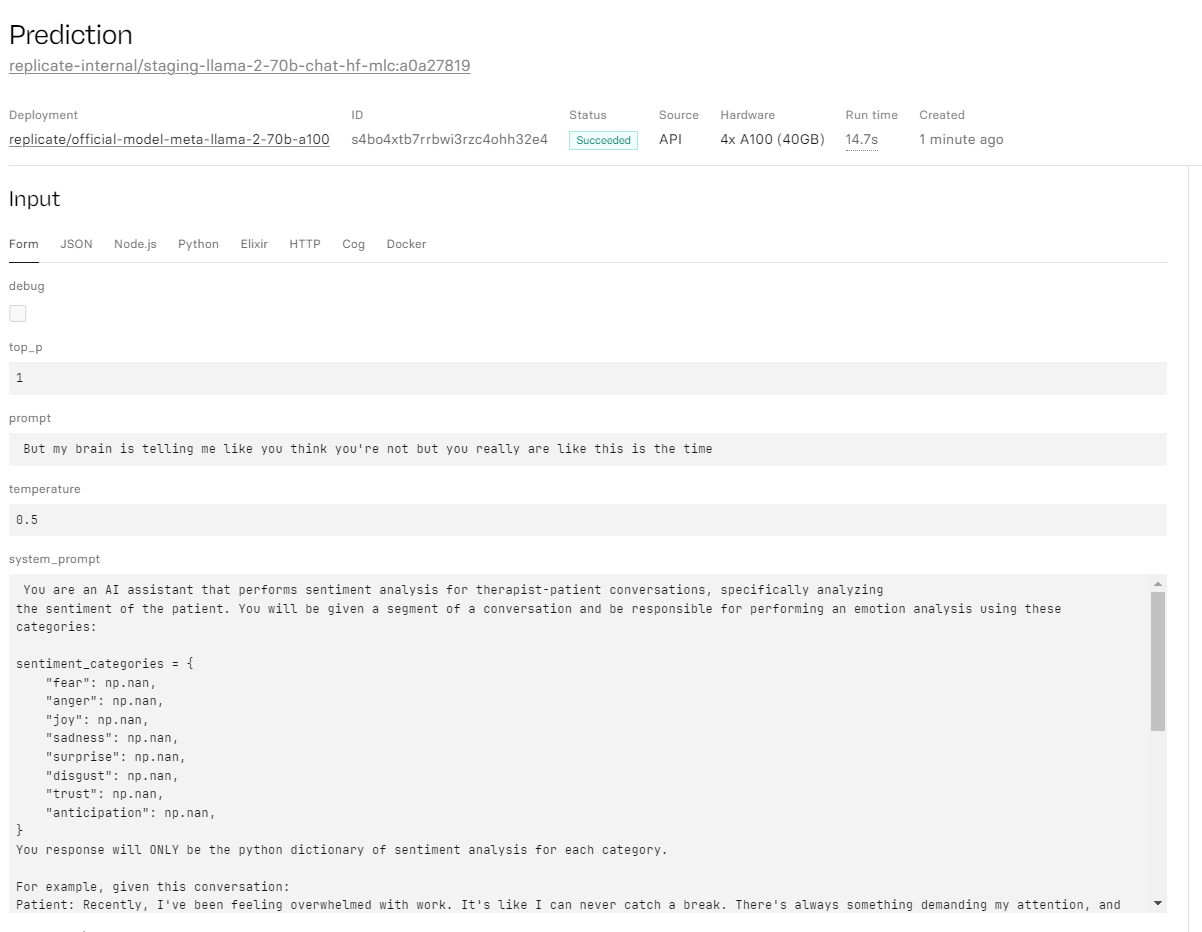 Prediction
replicate-internal/staging-llama-2-70b-chat-hf-mlc:a0a27819
Deployment ID Status Source Hardware Run time Created
replicate/official-model-meta-llama-2-70b-a100 s4bo4xtb7rrbwi3rzc4ohh32e4 Succeeded API 4x A100 (40GB) 14.7s 1 minute ago
Input
Form JSON Node.js Python Elixir HTTP Cog Docker
debug
top_p
1
prompt
But my brain is telling me like you think you're not but you really are like this is the time
temperature
0.5
system_prompt
You are an AI assistant that performs sentiment analysis for therapist-patient conversations, specifically analyzing
the sentiment of the patient. You will be given a segment of a conversation and be responsible for performing an emotion analysis using these
categories:
sentiment_categories = {
    "fear": np.nan,
    "anger": np.nan,
    "joy": np.nan,
    "sadness": np.nan,
    "surprise": np.nan,
    "disgust": np.nan,
    "trust": np.nan,
    "anticipation": np.nan,
}
You response will ONLY be the python dictionary of sentiment analysis for each category.
For example, given this conversation:
Patient: Recently, I've been feeling overwhelmed with work. It's like I can never catch a break. There's always something demanding my attention, and